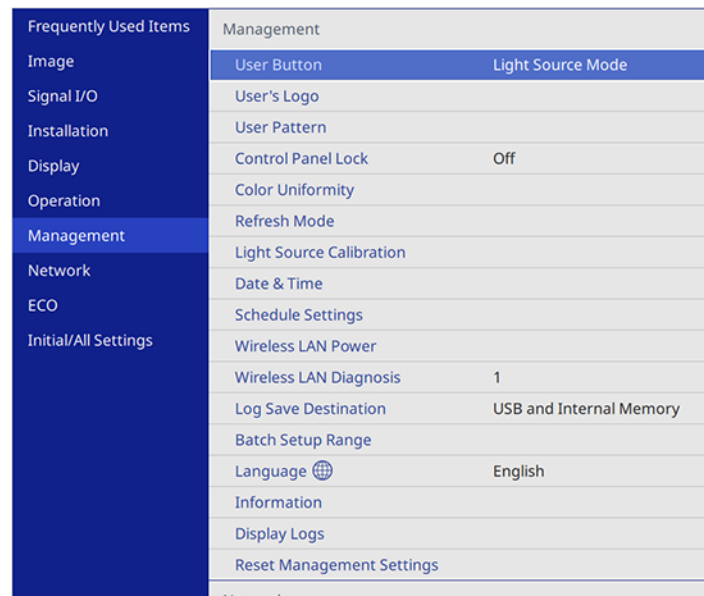 Frequently Used Items
Image
Signal I/O
Installation
Display
Operation
Management
Network
ECO
Initial/All Settings
Management
User Button Light Source Mode
User's Logo
User Pattern
Control Panel Lock Off
Color Uniformity
Refresh Mode
Light Source Calibration
Date & Time
Schedule Settings
Wireless LAN Power
Wireless LAN Diagnosis 1
Log Save Destination USB and Internal Memory
Batch Setup Range
Language English
Information
Display Logs
Reset Management Settings